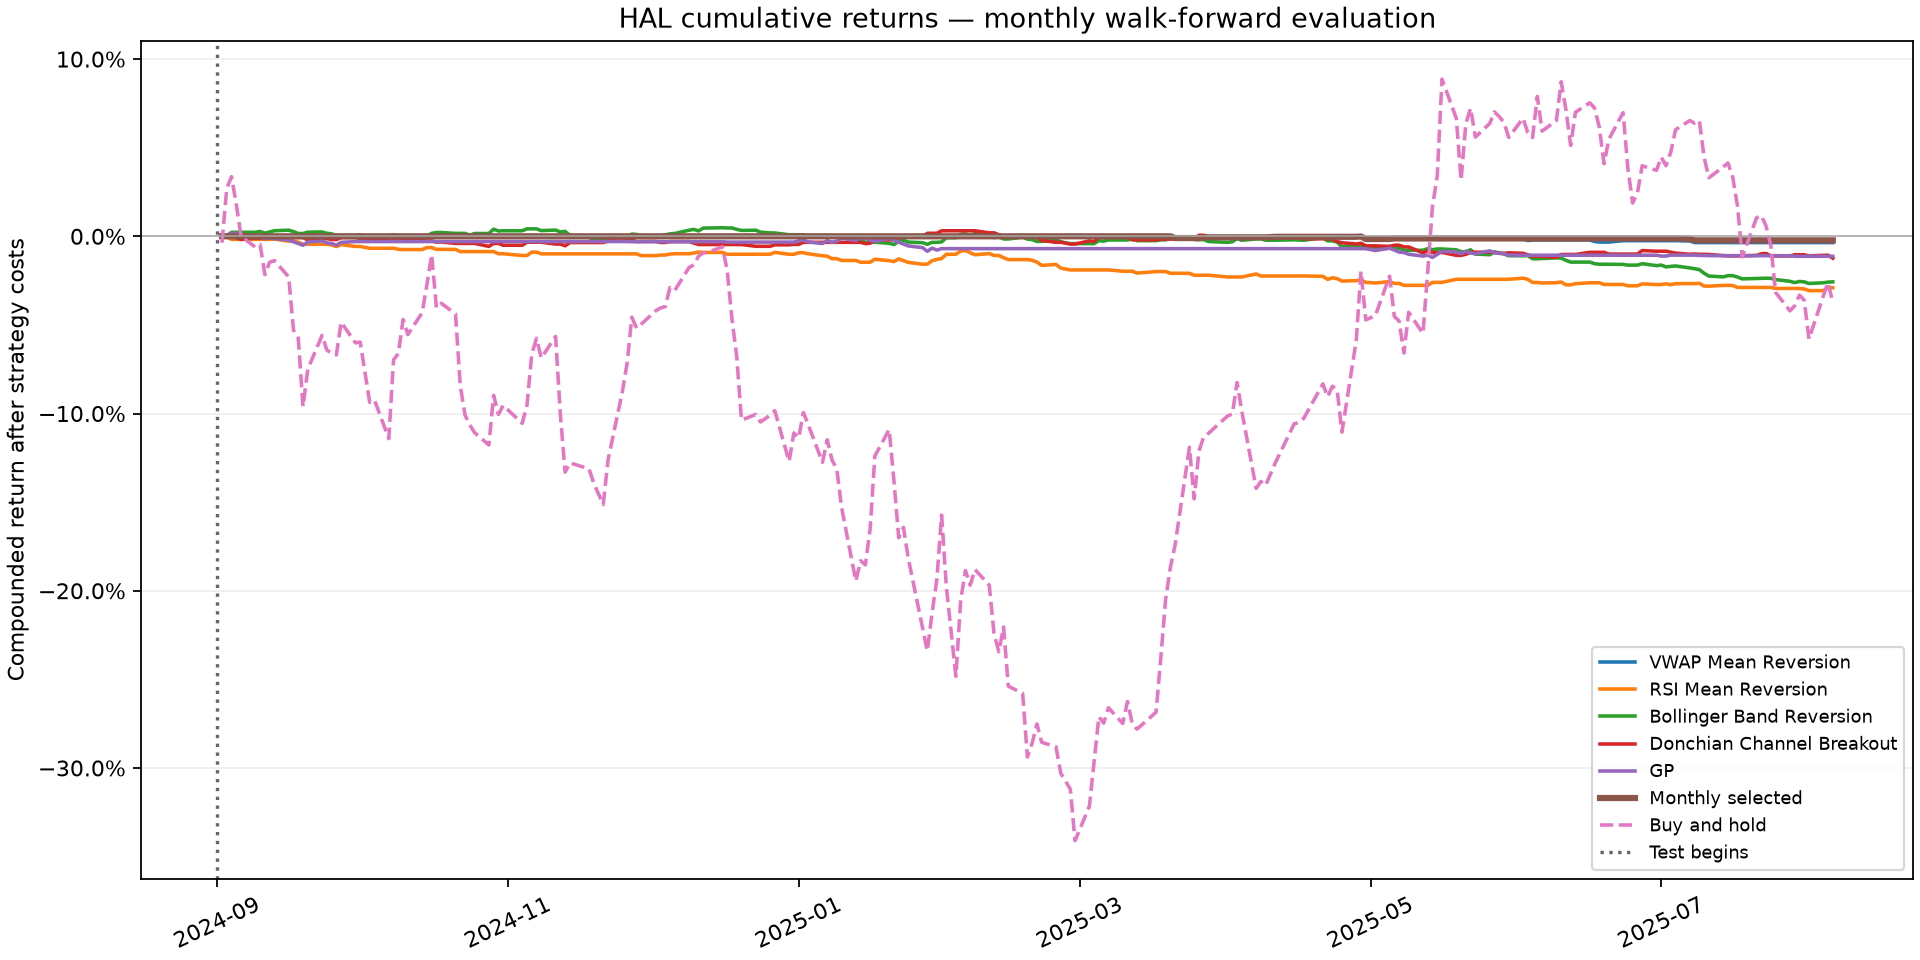 HAL cumulative returns — monthly walk-forward evaluation
Compounded return after strategy costs
10.0%
0.0%
−10.0%
−20.0%
−30.0%
2024-09
2024-11
2025-01
2025-03
2025-05
2025-07
VWAP Mean Reversion
RSI Mean Reversion
Bollinger Band Reversion
Donchian Channel Breakout
GP
Monthly selected
Buy and hold
Test begins